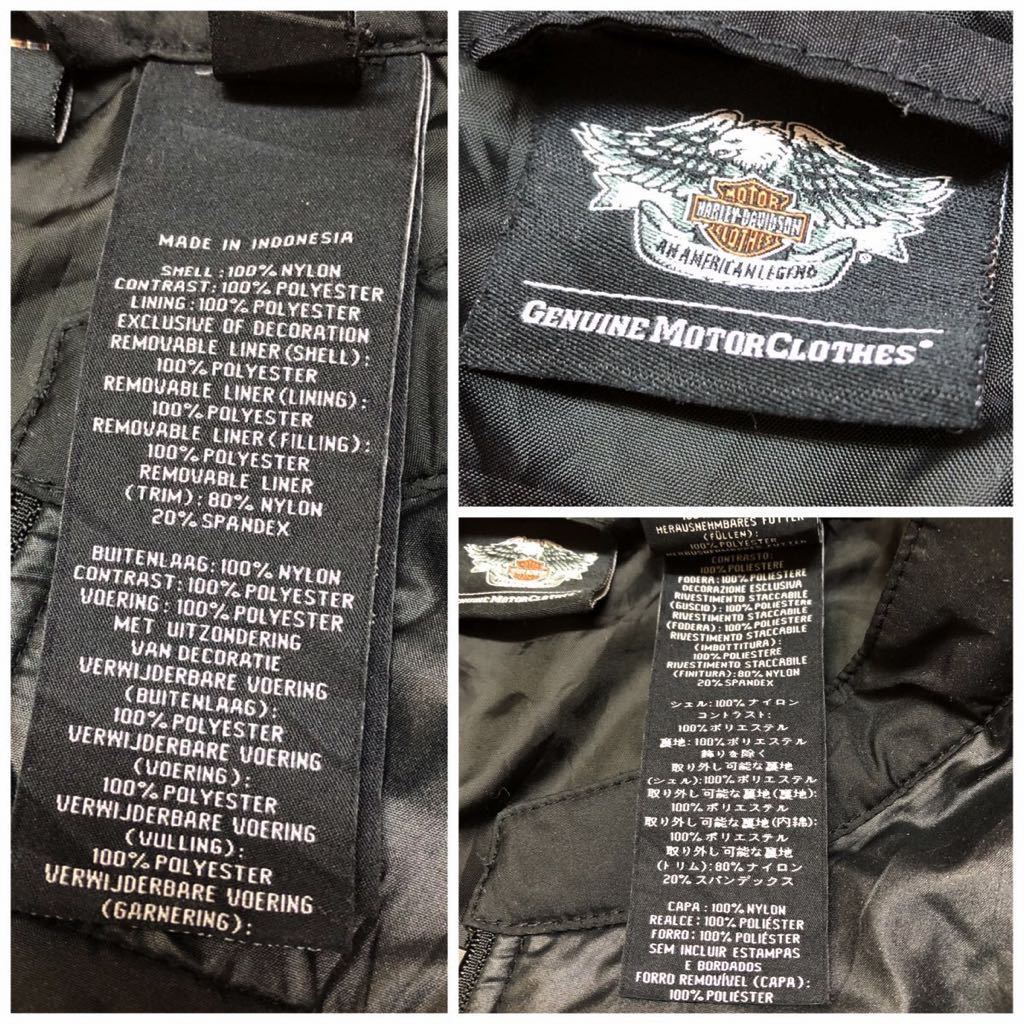 MADE IN INDONESIA
SHELL : 100% NYLON
CONTRAST: 100% POLYESTER
LINING : 100% POLYESTER
EXCLUSIVE OF DECORATION
REMOVABLE LINER (SHELL):
100% POLYESTER
REMOVABLE LINER (LINING):
100% POLYESTER
REMOVABLE LINER (FILLING):
100% POLYESTER
REMOVABLE LINER
(TRIM): 80% NYLON
20% SPANDEX
BUITENLAAG: 100% NYLON
CONTRAST: 100% POLYESTER
VOERING : 100% POLYESTER
MET UITZONDERING
VAN DECORATIE
VERWIJDERBARE VOERING
(BUITENLAAG):
100% POLYESTER
VERWIJDERBARE VOERING
(VOERING):
100% POLYESTER
VERWIJDERBARE VOERING
(VULLING):
100% POLYESTER
VERWIJDERBARE VOERING
(GARNERING):
MOTOR
HARLEY-DAVIDSON
CLOTHES
AN AMERICAN LEGEND
®
GENUINE MOTORCLOTHES®
GENUINE MOTORCLOTHES
HERAUSNEHMBARES FUTTER
(FÜLLEN):
100% POLYESTER
CONTRASTO:
100% POLIESTERE
FODERA: 100% POLIESTERE
DECORAZIONE ESCLUSIVA
RIVESTIMENTO STACCABILE
(GUSCIO): 100% POLIESTERE
RIVESTIMENTO STACCABILE
(FODERA): 100% POLIESTERE
RIVESTIMENTO STACCABILE
(IMBOTTITURA):
100% POLIESTERE
RIVESTIMENTO STACCABILE
(FINITURA): 80% NYLON
20% SPANDEX
シェル: 100% ナイロン
コントラスト:
100% ポリエステル
裏地: 100% ポリエステル
飾りを除く
取り外し可能な裏地
(シェル): 100% ポリエステル
取り外し可能な裏地(裏地):
100% ポリエステル
取り外し可能な裏地(内綿):
100% ポリエステル
取り外し可能な裏地
(トリム): 80% ナイロン
20% スパンデックス
CAPA : 100% NYLON
REALCE: 100% POLIÉSTER
FORRO: 100% POLIÉSTER
SEM INCLUIR ESTAMPAS
E BORDADOS
FORRO REMOVÍVEL (CAPA):
100% POLIÉSTER